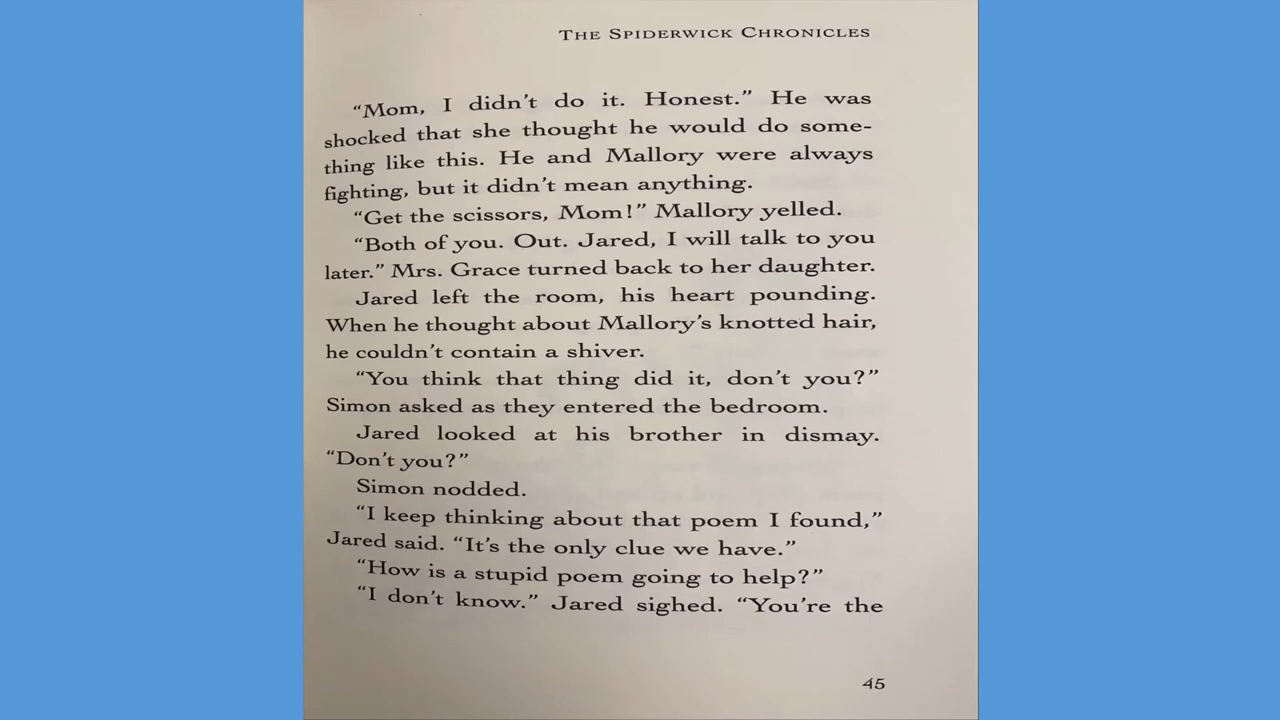 THE SPIDERWICK CHRONICLES
“Mom, I didn’t do it. Honest.” He was
shocked that she thought he would do some-
thing like this. He and Mallory were always
fighting, but it didn’t mean anything.
“Get the scissors, Mom!” Mallory yelled.
“Both of you. Out. Jared, I will talk to you
later.” Mrs. Grace turned back to her daughter.
Jared left the room, his heart pounding.
When he thought about Mallory’s knotted hair,
he couldn’t contain a shiver.
“You think that thing did it, don’t you?”
Simon asked as they entered the bedroom.
Jared looked at his brother in dismay.
“Don’t you?”
Simon nodded.
“I keep thinking about that poem I found,”
Jared said. “It’s the only clue we have.”
“How is a stupid poem going to help?”
“I don’t know.” Jared sighed. “You’re the
45